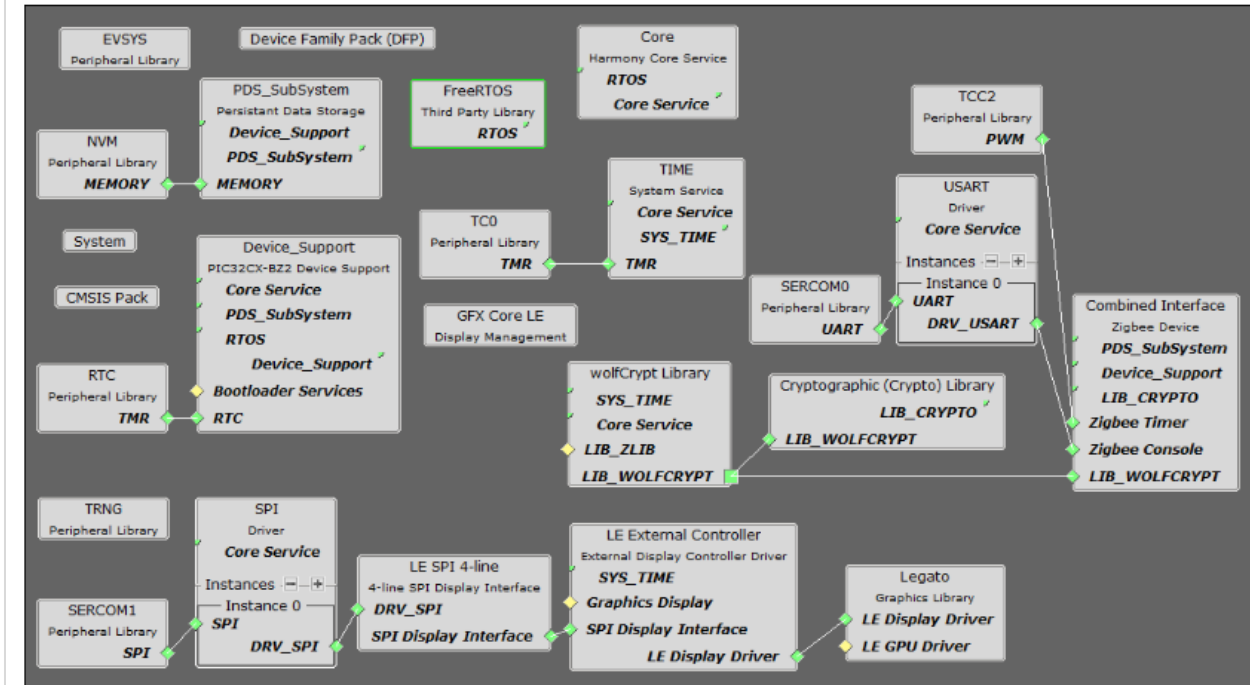 EVSYS
Peripheral Library
Device Family Pack (DFP)
Core
Harmony Core Service
RTOS
Core Service
PDS_SubSystem
Persistant Data Storage
Device_Support
PDS_SubSystem
MEMORY
FreeRTOS
Third Party Library
RTOS
TCC2
Peripheral Library
PWM
NVM
Peripheral Library
MEMORY
TIME
System Service
Core Service
SYS_TIME
TMR
USART
Driver
Core Service
Instances
Instance 0
UART
DRV_USART
TC0
Peripheral Library
TMR
System
Device_Support
PIC32CX-BZ2 Device Support
Core Service
PDS_SubSystem
RTOS
Device_Support
Bootloader Services
RTC
CMSIS Pack
SERCOM0
Peripheral Library
UART
GFX Core LE
Display Management
Combined Interface
Zigbee Device
PDS_SubSystem
Device_Support
LIB_CRYPTO
Zigbee Timer
Zigbee Console
LIB_WOLFCRYPT
RTC
Peripheral Library
TMR
wolfCrypt Library
SYS_TIME
Core Service
LIB_ZLIB
LIB_WOLFCRYPT
Cryptographic (Crypto) Library
LIB_CRYPTO
LIB_WOLFCRYPT
TRNG
Peripheral Library
SPI
Driver
Core Service
Instances
Instance 0
SPI
DRV_SPI
LE SPI 4-line
4-line SPI Display Interface
DRV_SPI
SPI Display Interface
LE External Controller
External Display Controller Driver
SYS_TIME
Graphics Display
SPI Display Interface
LE Display Driver
Legato
Graphics Library
LE Display Driver
LE GPU Driver
SERCOM1
Peripheral Library
SPI